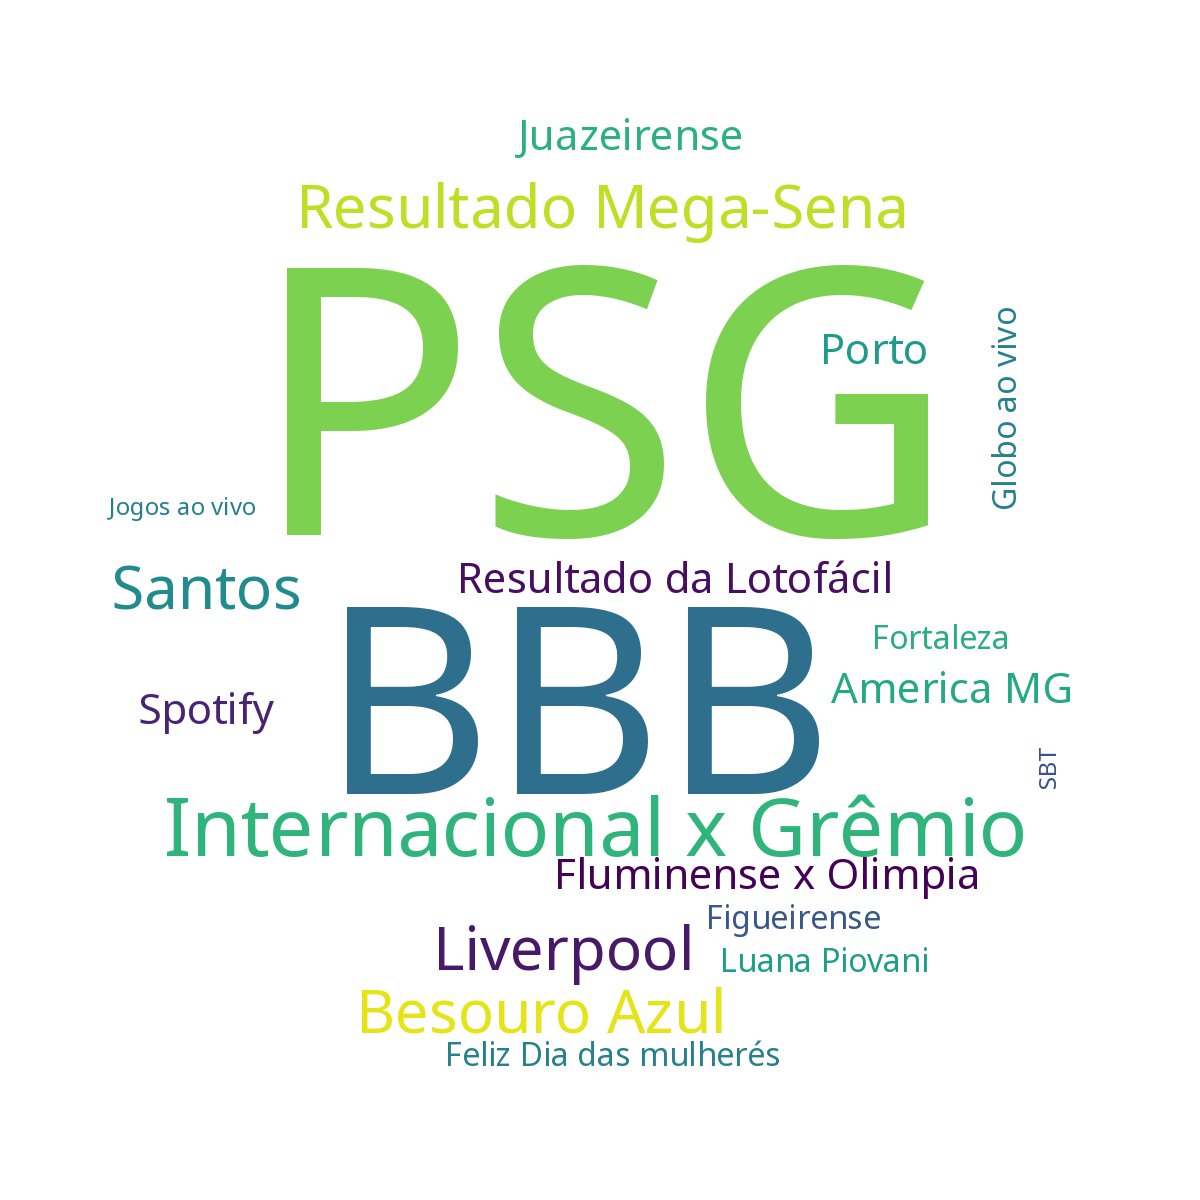 Juazeirense
Resultado Mega-Sena
PSG
Porto
Globo ao vivo
Jogos ao vivo
Santos
Resultado da Lotofácil
BBB
Fortaleza
America MG
Spotify
SBT
Internacional x Grêmio
Fluminense x Olimpia
Figueirense
Liverpool
Luana Piovani
Besouro Azul
Feliz Dia das mulherés